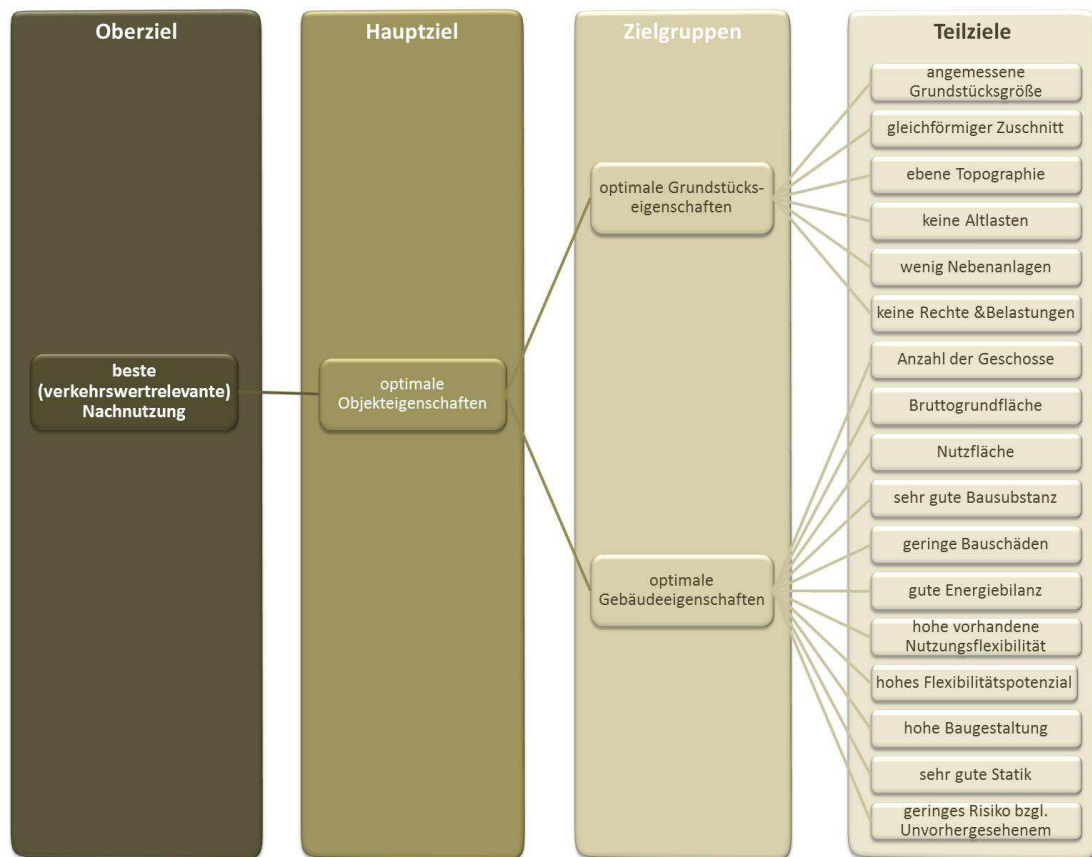 Oberziel
Hauptziel
Zielgruppen
Teilziele
beste
(verkehrswertrelevante)
Nachnutzung
optimale
Objekteigenschaften
optimale Grundstücks-
eigenschaften
optimale
Gebäudeeigenschaften
angemessene
Grundstücksgröße
gleichförmiger Zuschnitt
ebene Topographie
keine Altlasten
wenig Nebenanlagen
keine Rechte &Belastungen
Anzahl der Geschosse
Bruttogrundfläche
Nutzfläche
sehr gute Bausubstanz
geringe Bauschäden
gute Energiebilanz
hohe vorhandene
Nutzungsflexibilität
hohes Flexibilitätspotenzial
hohe Baugestaltung
sehr gute Statik
geringes Risiko bzgl.
Unvorhergesehenem